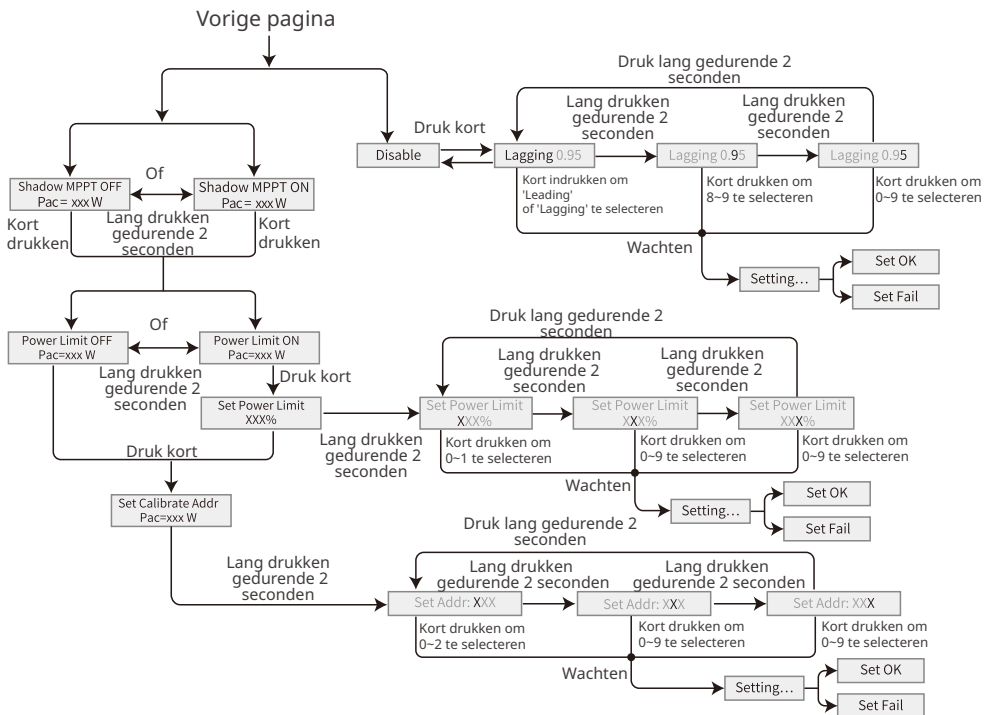 Vorige pagina
Druk lang gedurende 2
seconden
Lang drukken
gedurende 2
seconden
Lang drukken
gedurende 2
seconden
Druk kort
Disable
Lagging 0.95
Lagging 0.95
Lagging 0.95
Kort indrukken om
'Leading'
of 'Lagging' te selecteren
Kort drukken om
8~9 te selecteren
Kort drukken om
0~9 te selecteren
Wachten
Setting...
Set OK
Set Fail
Shadow MPPT OFF
Pac= xxx W
Of
Shadow MPPT ON
Pac= xxx W
Kort
drukken
Lang drukken
gedurende 2
seconden
Kort
drukken
Power Limit OFF
Pac=xxx W
Of
Power Limit ON
Pac=xxx W
Lang drukken
gedurende 2
seconden
Druk kort
Set Power Limit
XXX%
Lang drukken
gedurende 2
seconden
Druk lang gedurende 2
seconden
Lang drukken
gedurende 2
seconden
Lang drukken
gedurende 2
seconden
Set Power Limit
XXX%
Set Power Limit
XXX%
Set Power Limit
XXX%
Kort drukken om
0~1 te selecteren
Kort drukken om
0~9 te selecteren
Kort drukken om
0~9 te selecteren
Wachten
Setting...
Set OK
Set Fail
Druk kort
Set Calibrate Addr
Pac=xxx W
Lang drukken
gedurende 2
seconden
Druk lang gedurende 2
seconden
Lang drukken
gedurende 2 seconden
Lang drukken
gedurende 2 seconden
Set Addr: XXX
Set Addr: XXX
Set Addr: XXX
Kort drukken om
0~2 te selecteren
Kort drukken om
0~9 te selecteren
Kort drukken om
0~9 te selecteren
Wachten
Setting...
Set OK
Set Fail